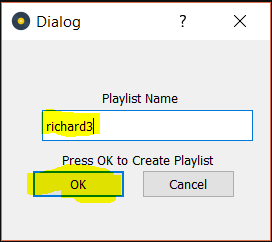 Dialog ? ×
Playlist Name
richard3
Press OK to Create Playlist
OK Cancel